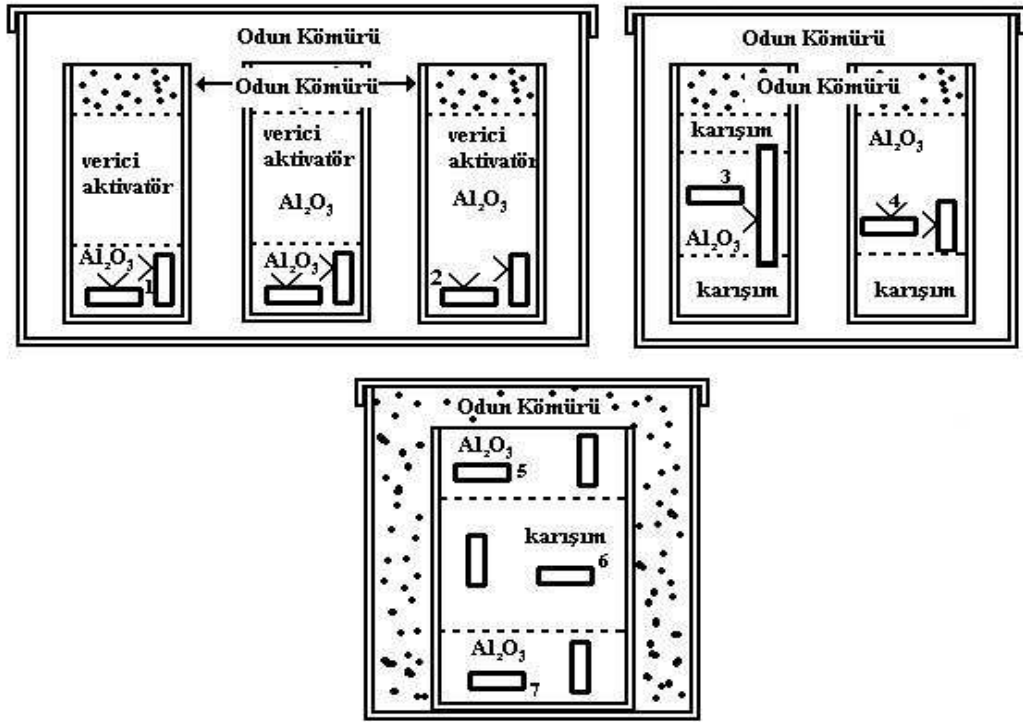 Odun Kömürü
Odun Kömürü
verici
aktivatör
Al₂O₃
1
verici
aktivatör
Al₂O₃
Al₂O₃
verici
aktivatör
Al₂O₃
2
Odun Kömürü
Odun Kömürü
karışım
3
Al₂O₃
karışım
Al₂O₃
4
karışım
Odun Kömürü
Al₂O₃
5
karışım
6
Al₂O₃
7